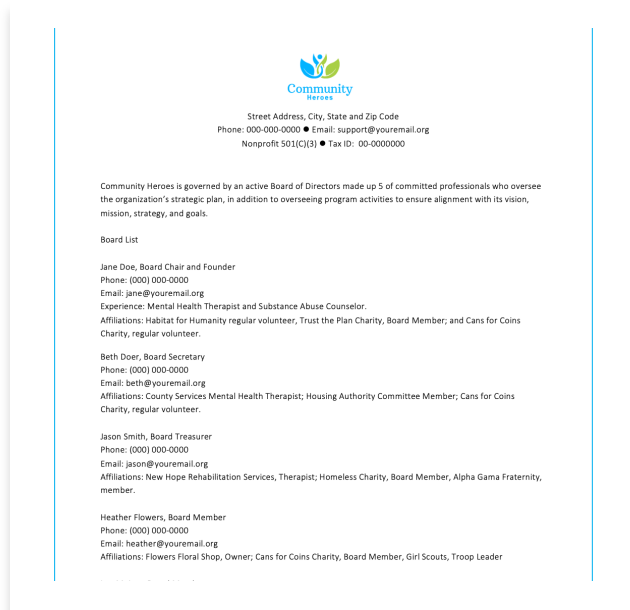 Community
Heroes
Street Address, City, State and Zip Code
Phone: 000-000-0000 ● Email: support@youremail.org
Nonprofit 501(C)(3) ● Tax ID:  00-0000000
Community Heroes is governed by an active Board of Directors made up 5 of committed professionals who oversee
the organization’s strategic plan, in addition to overseeing program activities to ensure alignment with its vision,
mission, strategy, and goals.
Board List
Jane Doe, Board Chair and Founder
Phone: (000) 000-0000
Email: jane@youremail.org
Experience: Mental Health Therapist and Substance Abuse Counselor.
Affiliations: Habitat for Humanity regular volunteer, Trust the Plan Charity, Board Member; and Cans for Coins
Charity, regular volunteer.
Beth Doer, Board Secretary
Phone: (000) 000-0000
Email: beth@youremail.org
Affiliations: County Services Mental Health Therapist; Housing Authority Committee Member; Cans for Coins
Charity, regular volunteer.
Jason Smith, Board Treasurer
Phone: (000) 000-0000
Email: jason@youremail.org
Affiliations: New Hope Rehabilitation Services, Therapist; Homeless Charity, Board Member, Alpha Gama Fraternity,
member.
Heather Flowers, Board Member
Phone: (000) 000-0000
Email: heather@youremail.org
Affiliations: Flowers Floral Shop, Owner; Cans for Coins Charity, Board Member, Girl Scouts, Troop Leader